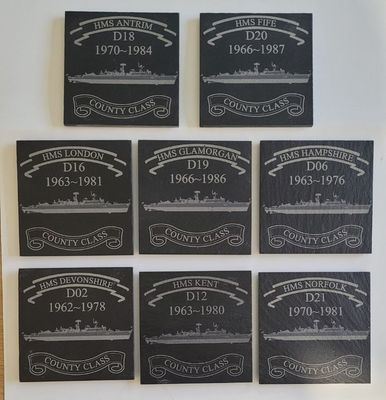 HMS ANTRIM
D18
1970~1984
COUNTY CLASS
HMS FIFE
D20
1966~1987
COUNTY CLASS
HMS LONDON
D16
1963~1981
COUNTY CLASS
HMS GLAMORGAN
D19
1966~1986
COUNTY CLASS
HMS HAMPSHIRE
D06
1963~1976
COUNTY CLASS
HMS DEVONSHIRE
D02
1962~1978
COUNTY CLASS
HMS KENT
D12
1963~1980
COUNTY CLASS
HMS NORFOLK
D21
1970~1981
COUNTY CLASS